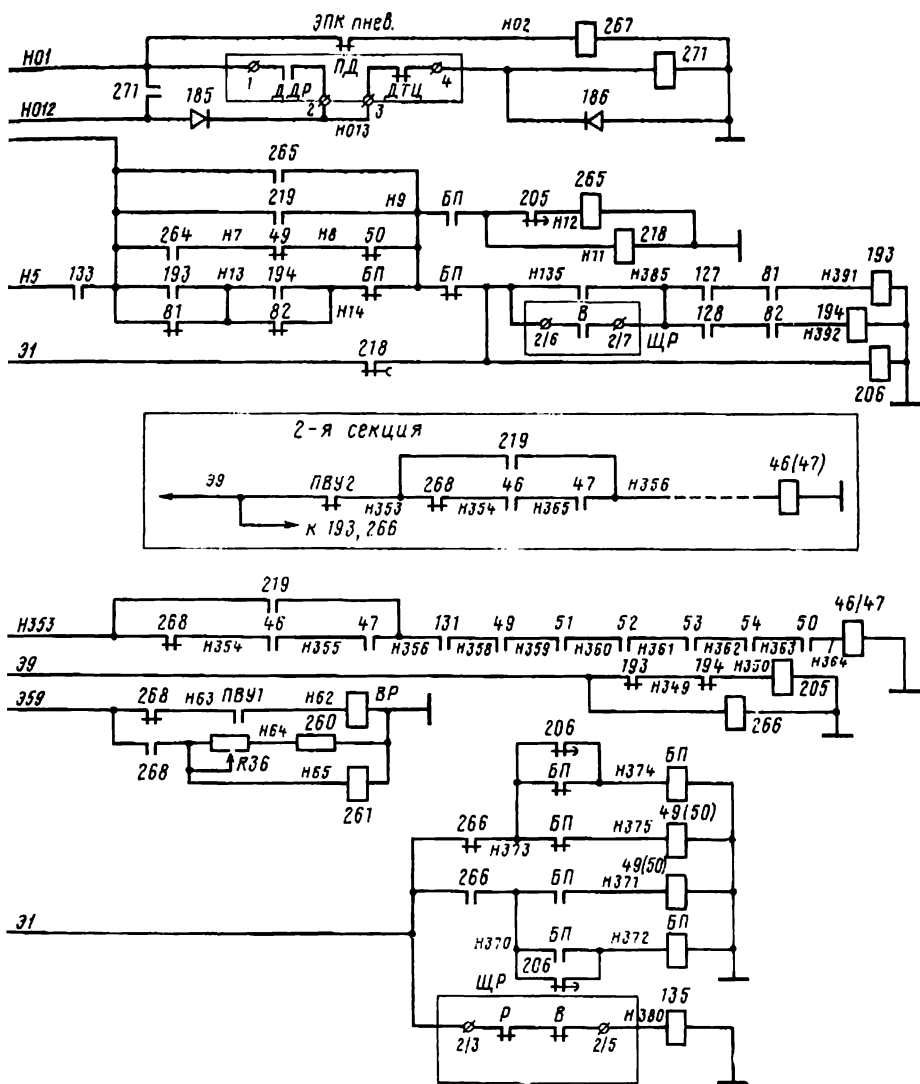 ЭПК пнев.
Н02
267
Н01
ПД
271
1
ДДР
ДТЦ
4
271
185
2
3
186
Н012
Н013
265
219
Н9
БП
205
265
Н12
264
Н7
49
Н8
50
Н11
218
Н5
133
193
Н13
194
БП
БП
Н135
Н385
127
81
Н391
193
81
82
Н14
В
2/6
2/7
ЩР
128
82
194
Н392
Э1
218
206
2-я секция
219
46(47)
Э9
ПВУ2
Н353
268
Н354
46
Н365
47
Н356
к 193, 266
219
46/47
Н353
268
Н354
46
Н355
47
Н356
131
Н358
49
Н359
51
Н360
52
Н361
53
Н362
54
Н363
50
Н364
Э9
193
Н349
194
Н350
205
Э59
268
Н63
ПВУ1
Н62
ВР
266
268
Н64
260
R36
Н65
261
206
БП
Н374
БП
266
Н373
БП
Н375
49(50)
266
БП
Н371
49(50)
Э1
Н370
БП
Н372
БП
206
ЩР
2/3
Р
В
2/5
Н380
135